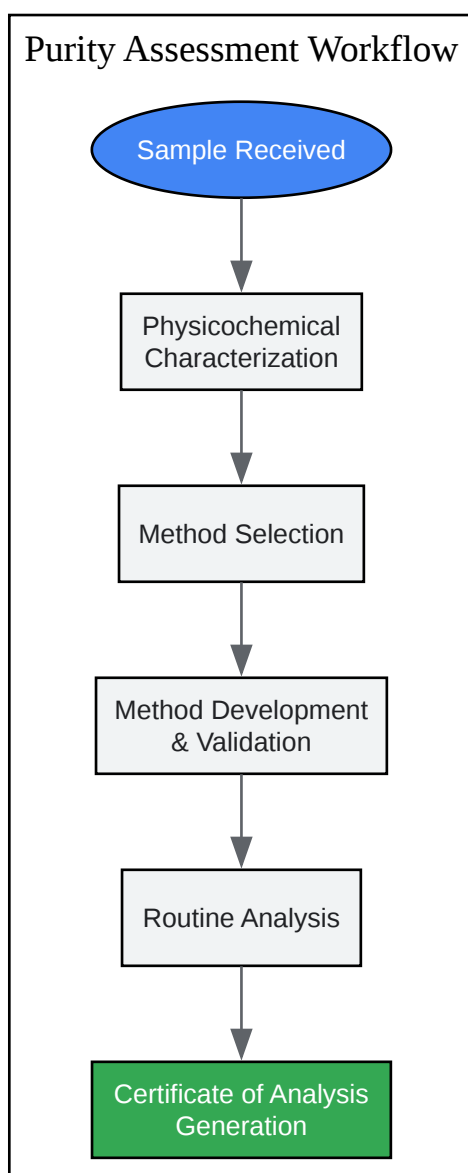 Purity Assessment Workflow
Sample Received
Physicochemical
Characterization
Method Selection
Method Development
& Validation
Routine Analysis
Certificate of Analysis
Generation